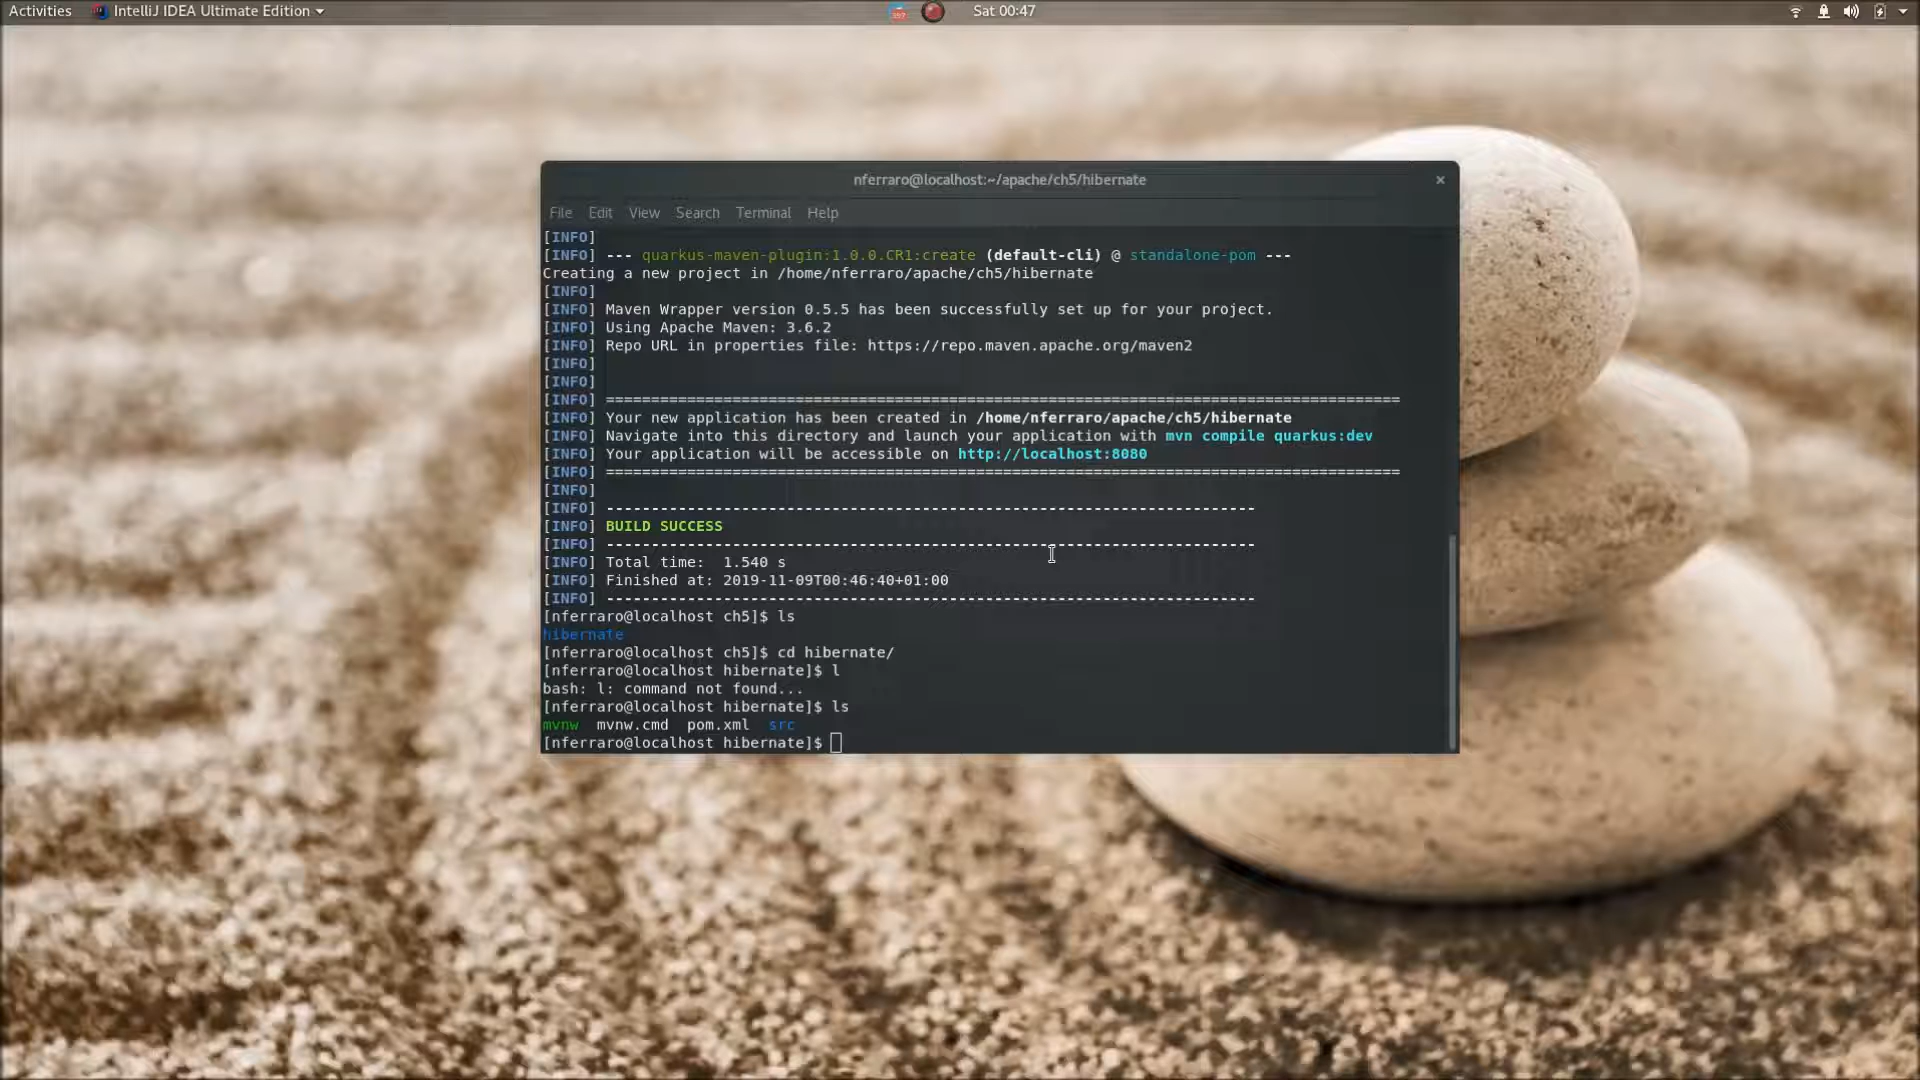 Activities IntelliJ IDEA Ultimate Edition Sat 00:47
nferraro@localhost:~/apache/ch5/hibernate
File Edit View Search Terminal Help
[INFO]
[INFO] --- quarkus-maven-plugin:1.0.0.CR1:create (default-cli) @ standalone-pom ---
Creating a new project in /home/nferraro/apache/ch5/hibernate
[INFO]
[INFO] Maven Wrapper version 0.5.5 has been successfully set up for your project.
[INFO] Using Apache Maven: 3.6.2
[INFO] Repo URL in properties file: https://repo.maven.apache.org/maven2
[INFO]
[INFO]
[INFO] ========================================================================================
[INFO] Your new application has been created in /home/nferraro/apache/ch5/hibernate
[INFO] Navigate into this directory and launch your application with mvn compile quarkus:dev
[INFO] Your application will be accessible on http://localhost:8080
[INFO] ========================================================================================
[INFO]
[INFO] ------------------------------------------------------------------------
[INFO] BUILD SUCCESS
[INFO] ------------------------------------------------------------------------
[INFO] Total time:  1.540 s
[INFO] Finished at: 2019-11-09T00:46:40+01:00
[INFO] ------------------------------------------------------------------------
[nferraro@localhost ch5]$ ls
hibernate
[nferraro@localhost ch5]$ cd hibernate/
[nferraro@localhost hibernate]$ l
bash: l: command not found...
[nferraro@localhost hibernate]$ ls
mvnw  mvnw.cmd  pom.xml  src
[nferraro@localhost hibernate]$